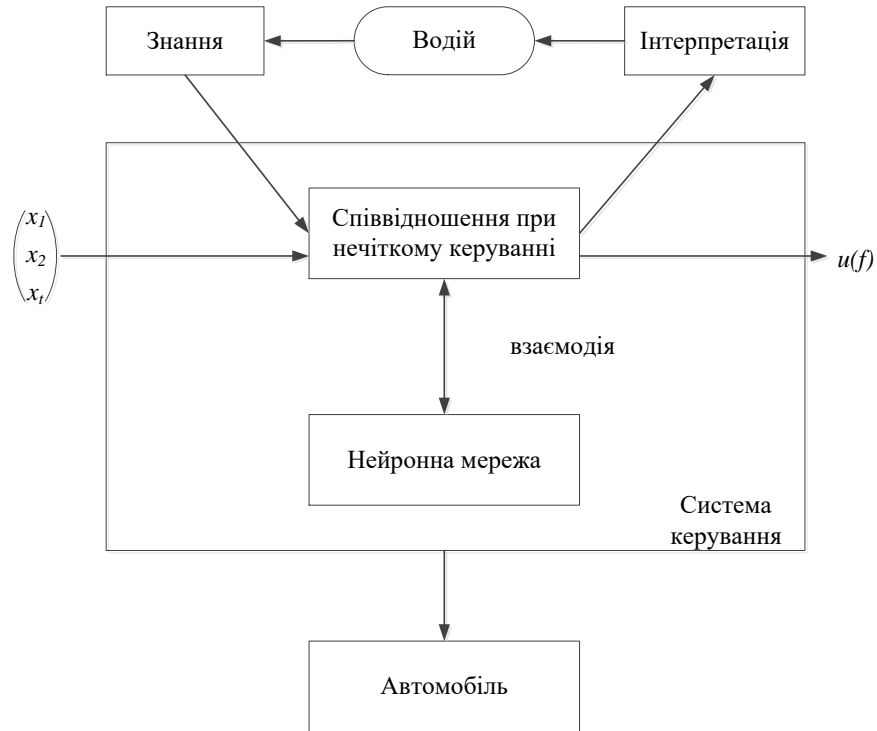 Знання
Водій
Інтерпретація
Співвідношення при
нечіткому керуванні
x1
x2
xt
u(f)
взаємодія
Нейронна мережа
Система
керування
Автомобіль